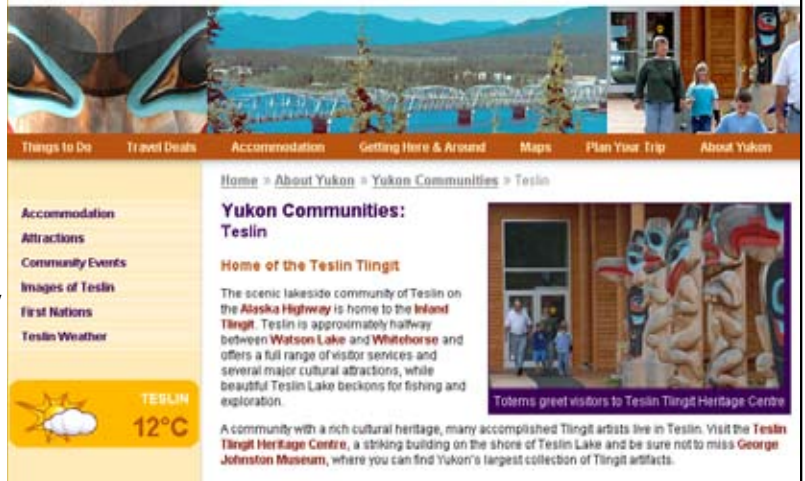 Things to Do Travel Deals Accommodation Getting Here & Around Maps Plan Your Trip About Yukon
Home » About Yukon » Yukon Communities » Teslin
Accommodation
Attractions
Community Events
Images of Teslin
First Nations
Teslin Weather
TESLIN
12°C
Yukon Communities:
Teslin
Home of the Teslin Tlingit
The scenic lakeside community of Teslin on
the Alaska Highway is home to the Inland
Tlingit. Teslin is approximately halfway
between Watson Lake and Whitehorse and
offers a full range of visitor services and
several major cultural attractions, while
beautiful Teslin Lake beckons for fishing and
exploration.
Totems greet visitors to Teslin Tlingit Heritage Centre
A community with a rich cultural heritage, many accomplished Tlingit artists live in Teslin. Visit the Teslin
Tlingit Heritage Centre, a striking building on the shore of Teslin Lake and be sure not to miss George
Johnston Museum, where you can find Yukon's largest collection of Tlingit artifacts.